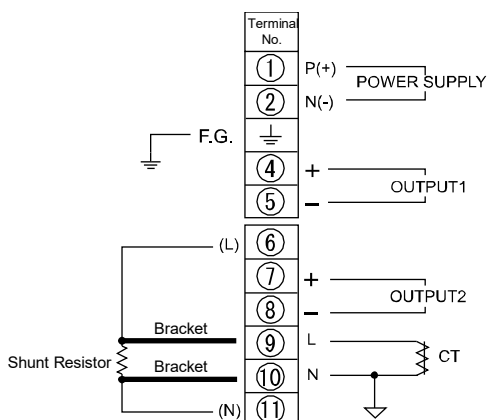 Terminal
No.
① P(+)
POWER SUPPLY
② N(-)
F.G.
④ +
OUTPUT1
⑤ −
(L) ⑥
⑦ +
OUTPUT2
⑧ −
Bracket ⑨ L
CT
Shunt Resistor
Bracket ⑩ N
(N) ⑪